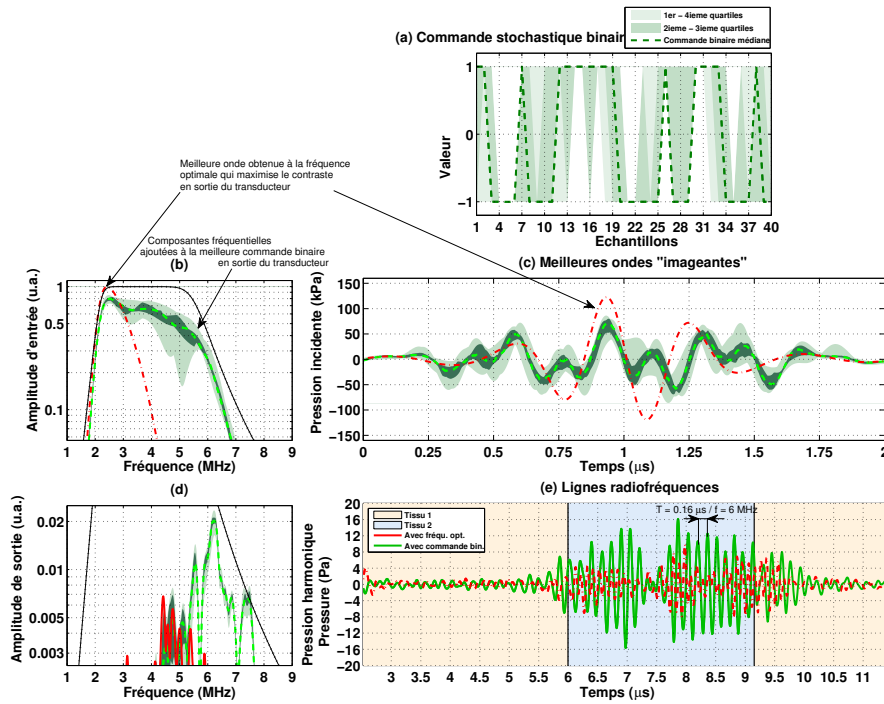 (a) Commande stochastique binair
1er − 4ieme quartiles
2ieme − 3ieme quartiles
Commande binaire médiane
Valeur
1
0
−1
1 4 7 10 13 16 19 22 25 28 31 34 37 40
Echantillons
Meilleure onde obtenue à la fréquence
optimale qui maximise le contraste
en sortie du transducteur
Composantes fréquentielles
ajoutées à la meilleure commande binaire
en sortie du transducteur
(b)
Amplitude d'entrée (u.a.)
1
0.5
0.1
1 2 3 4 5 6 7 8 9
Fréquence (MHz)
(c) Meilleures ondes "imageantes"
Pression incidente (kPa)
150
100
50
0
−50
−100
−150
0 0.25 0.5 0.75 1 1.25 1.5 1.75 2
Temps (µs)
(d)
Amplitude de sortie (u.a.)
0.02
0.01
0.005
0.003
1 2 3 4 5 6 7 8 9
Fréquence (MHz)
(e) Lignes radiofréquences
Tissu 1
Tissu 2
Avec fréqu. opt.
Avec commande bin.
T = 0.16 µs / f = 6 MHz
Pression harmonique
Pressure (Pa)
20
16
12
8
4
0
−4
−8
−12
−16
−20
3 3.5 4 4.5 5 5.5 6 6.5 7 7.5 8 8.5 9 9.5 10 10.5 11
Temps (µs)